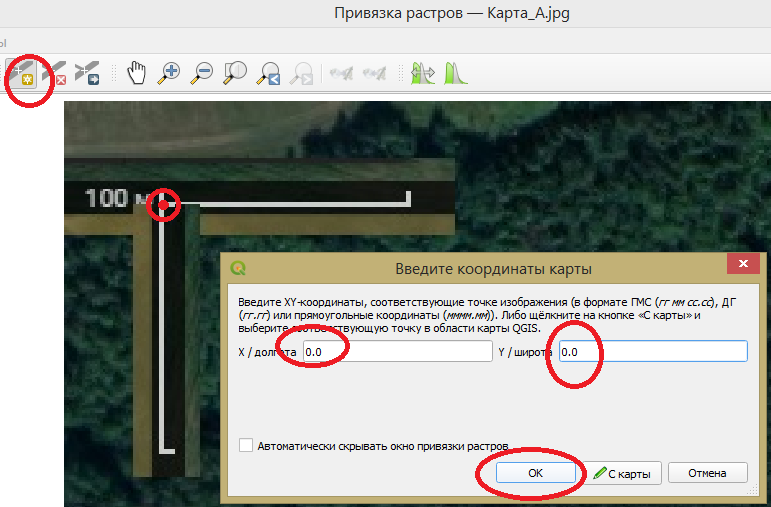 Привязка растров — Карта_A.jpg
ы
100 м
Введите координаты карты
Введите XY-координаты, соответствующие точке изображения (в формате ГМС (гг мм сс.сс), ДГ
(гг.гг) или прямоугольные координаты (мммм.мм)). Либо щёлкните на кнопке «С карты» и
выберите соответствующую точку в области карты QGIS.
X / долгота 0.0 Y / широта 0.0
Автоматически скрывать окно привязки растров
OK С карты Отмена